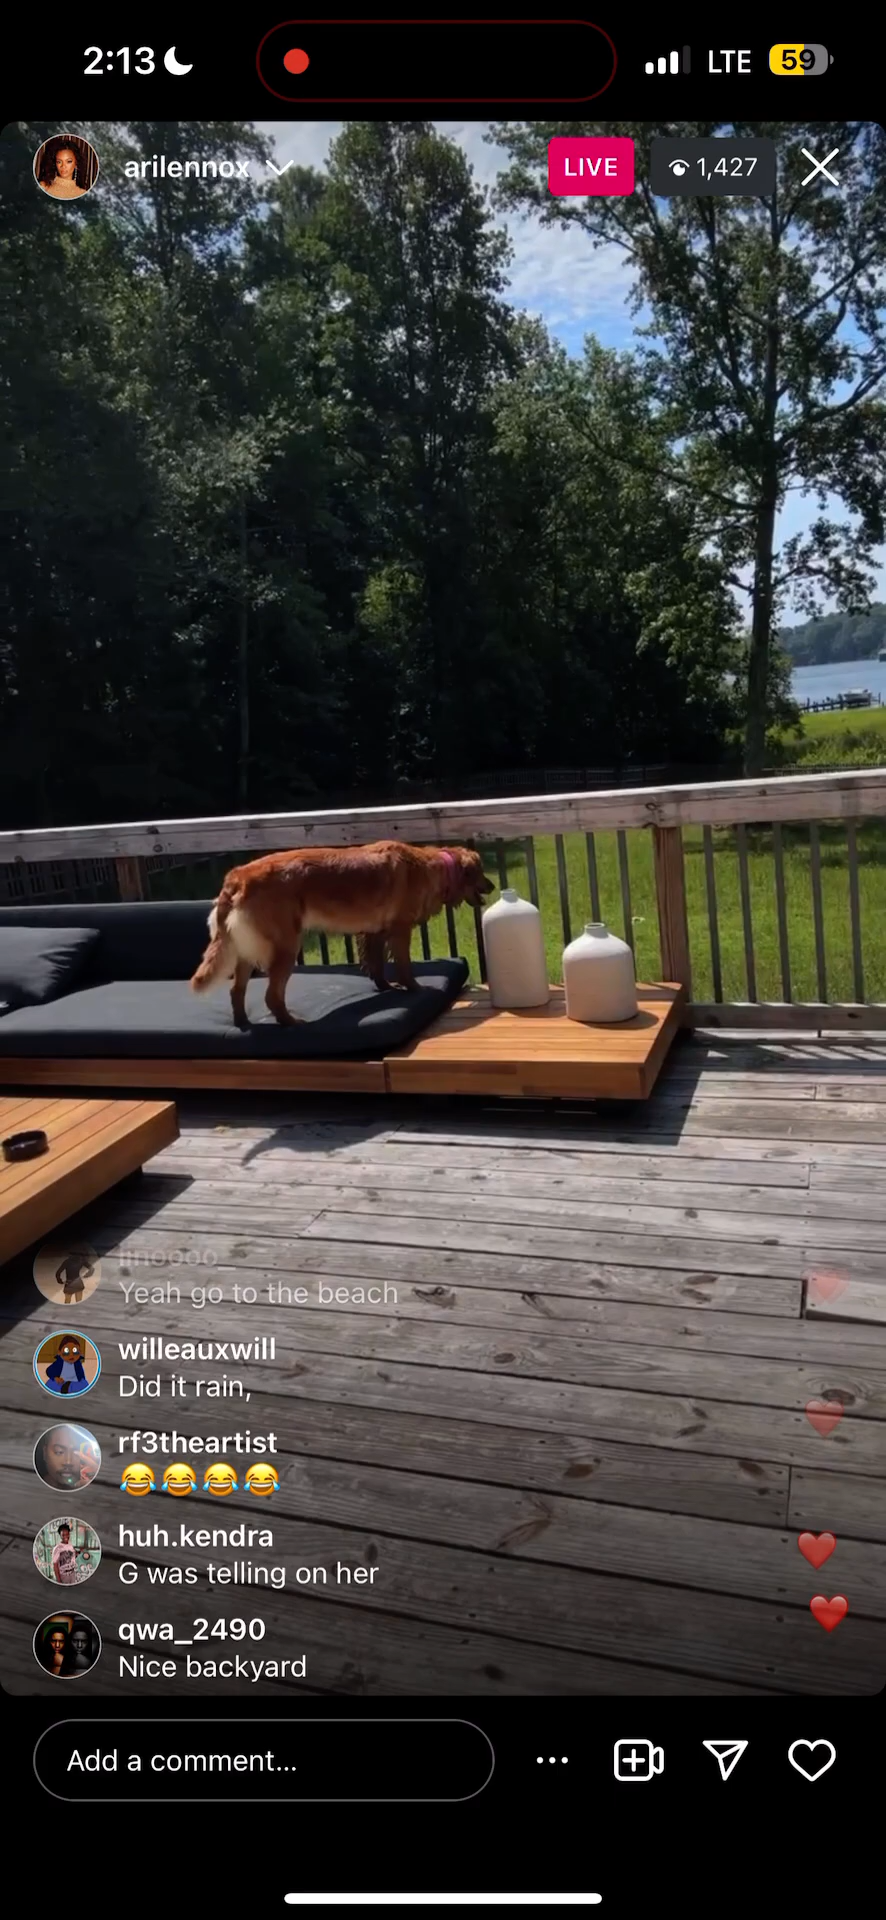 2:13
LTE
59
arilennox
LIVE
1,427
linoooo_
Yeah go to the beach
willeauxwill
Did it rain,
rf3theartist
😂😂😂😂
huh.kendra
G was telling on her
qwa_2490
Nice backyard
Add a comment...